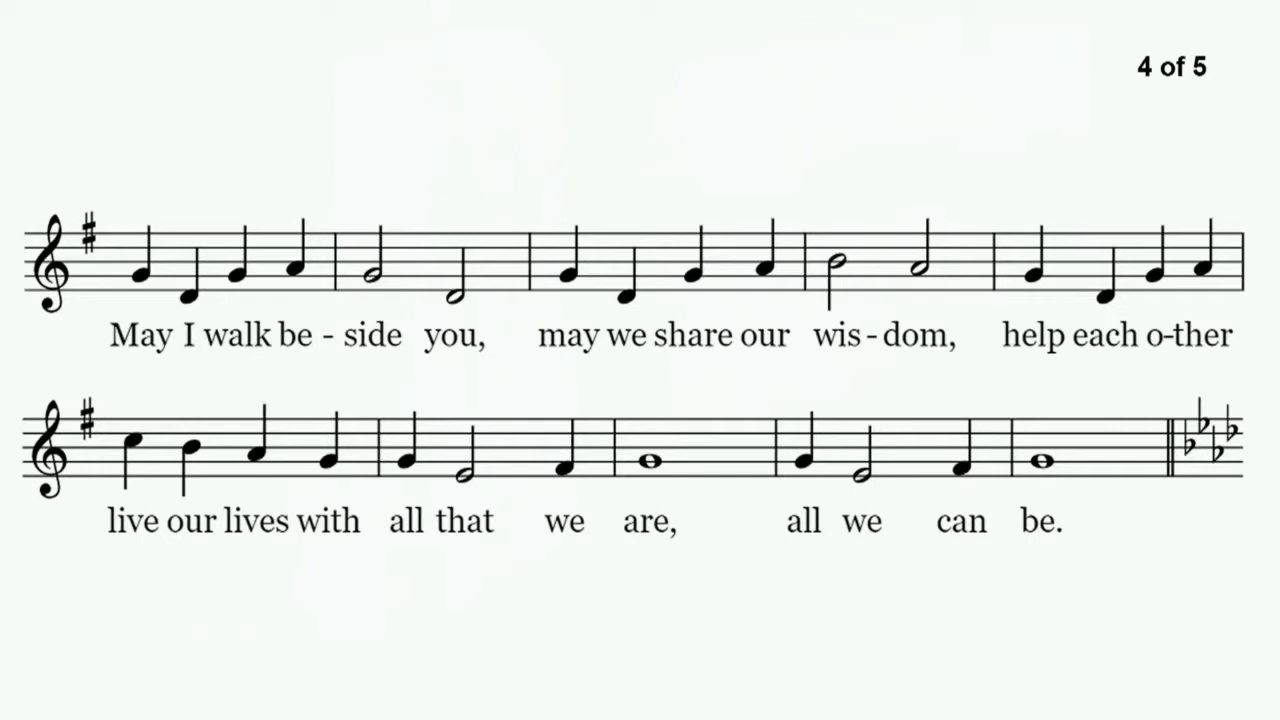 4 of 5
May I walk be - side you, may we share our wis - dom, help each o-ther
live our lives with all that we are, all we can be.